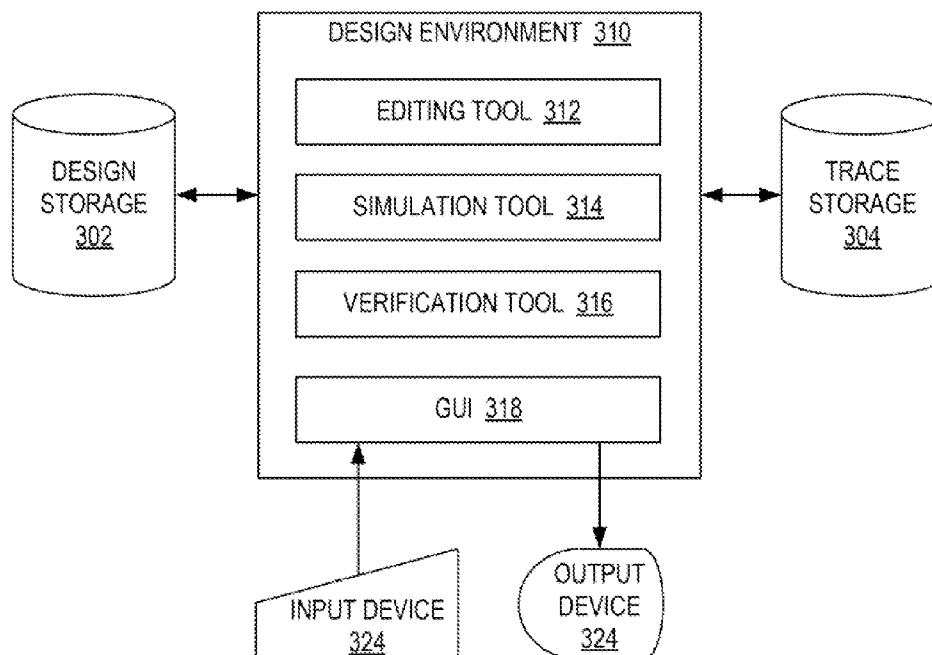 DESIGN ENVIRONMENT 310
EDITING TOOL 312
SIMULATION TOOL 314
VERIFICATION TOOL 316
GUI 318
DESIGN
STORAGE
302
TRACE
STORAGE
304
INPUT DEVICE
324
OUTPUT
DEVICE
324